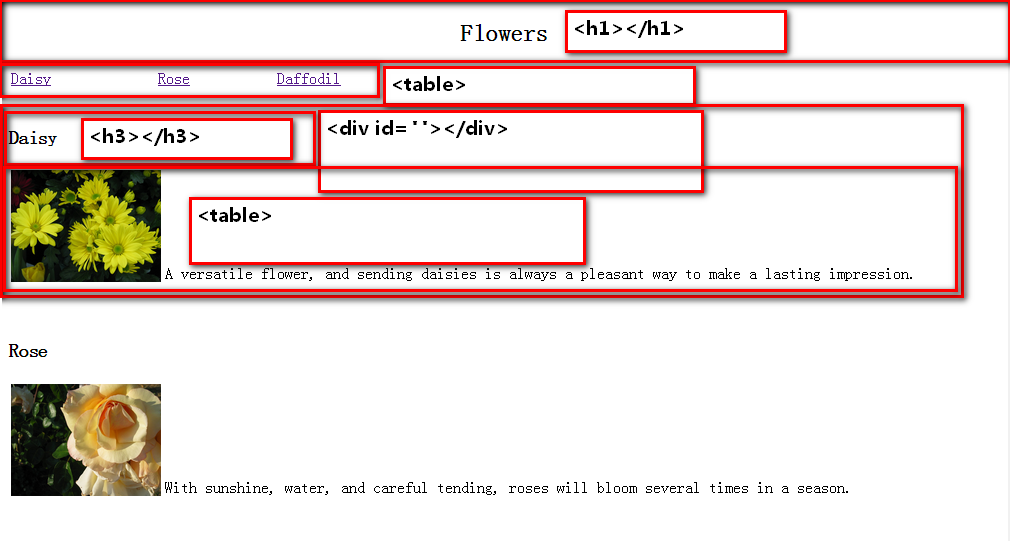 Flowers <h1></h1>
Daisy Rose Daffodil <table>
Daisy <h3></h3> <div id=''></div>
<table>
A versatile flower, and sending daisies is always a pleasant way to make a lasting impression.
Rose
With sunshine, water, and careful tending, roses will bloom several times in a season.